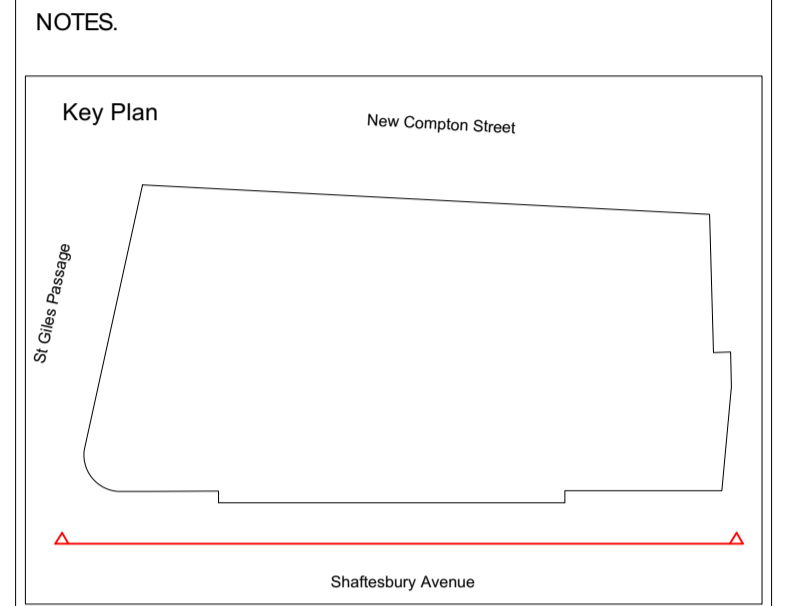 NOTES.
Key Plan
New Compton Street
St Giles Passage
Shaftesbury Avenue